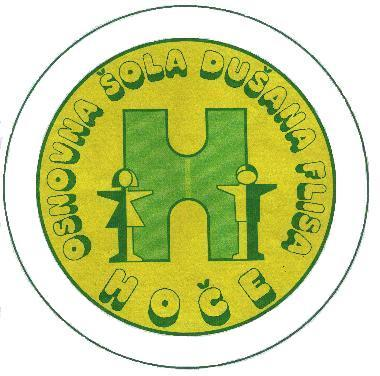 OSNOVNA ŠOLA DUŠANA FLISA
H
HOČE